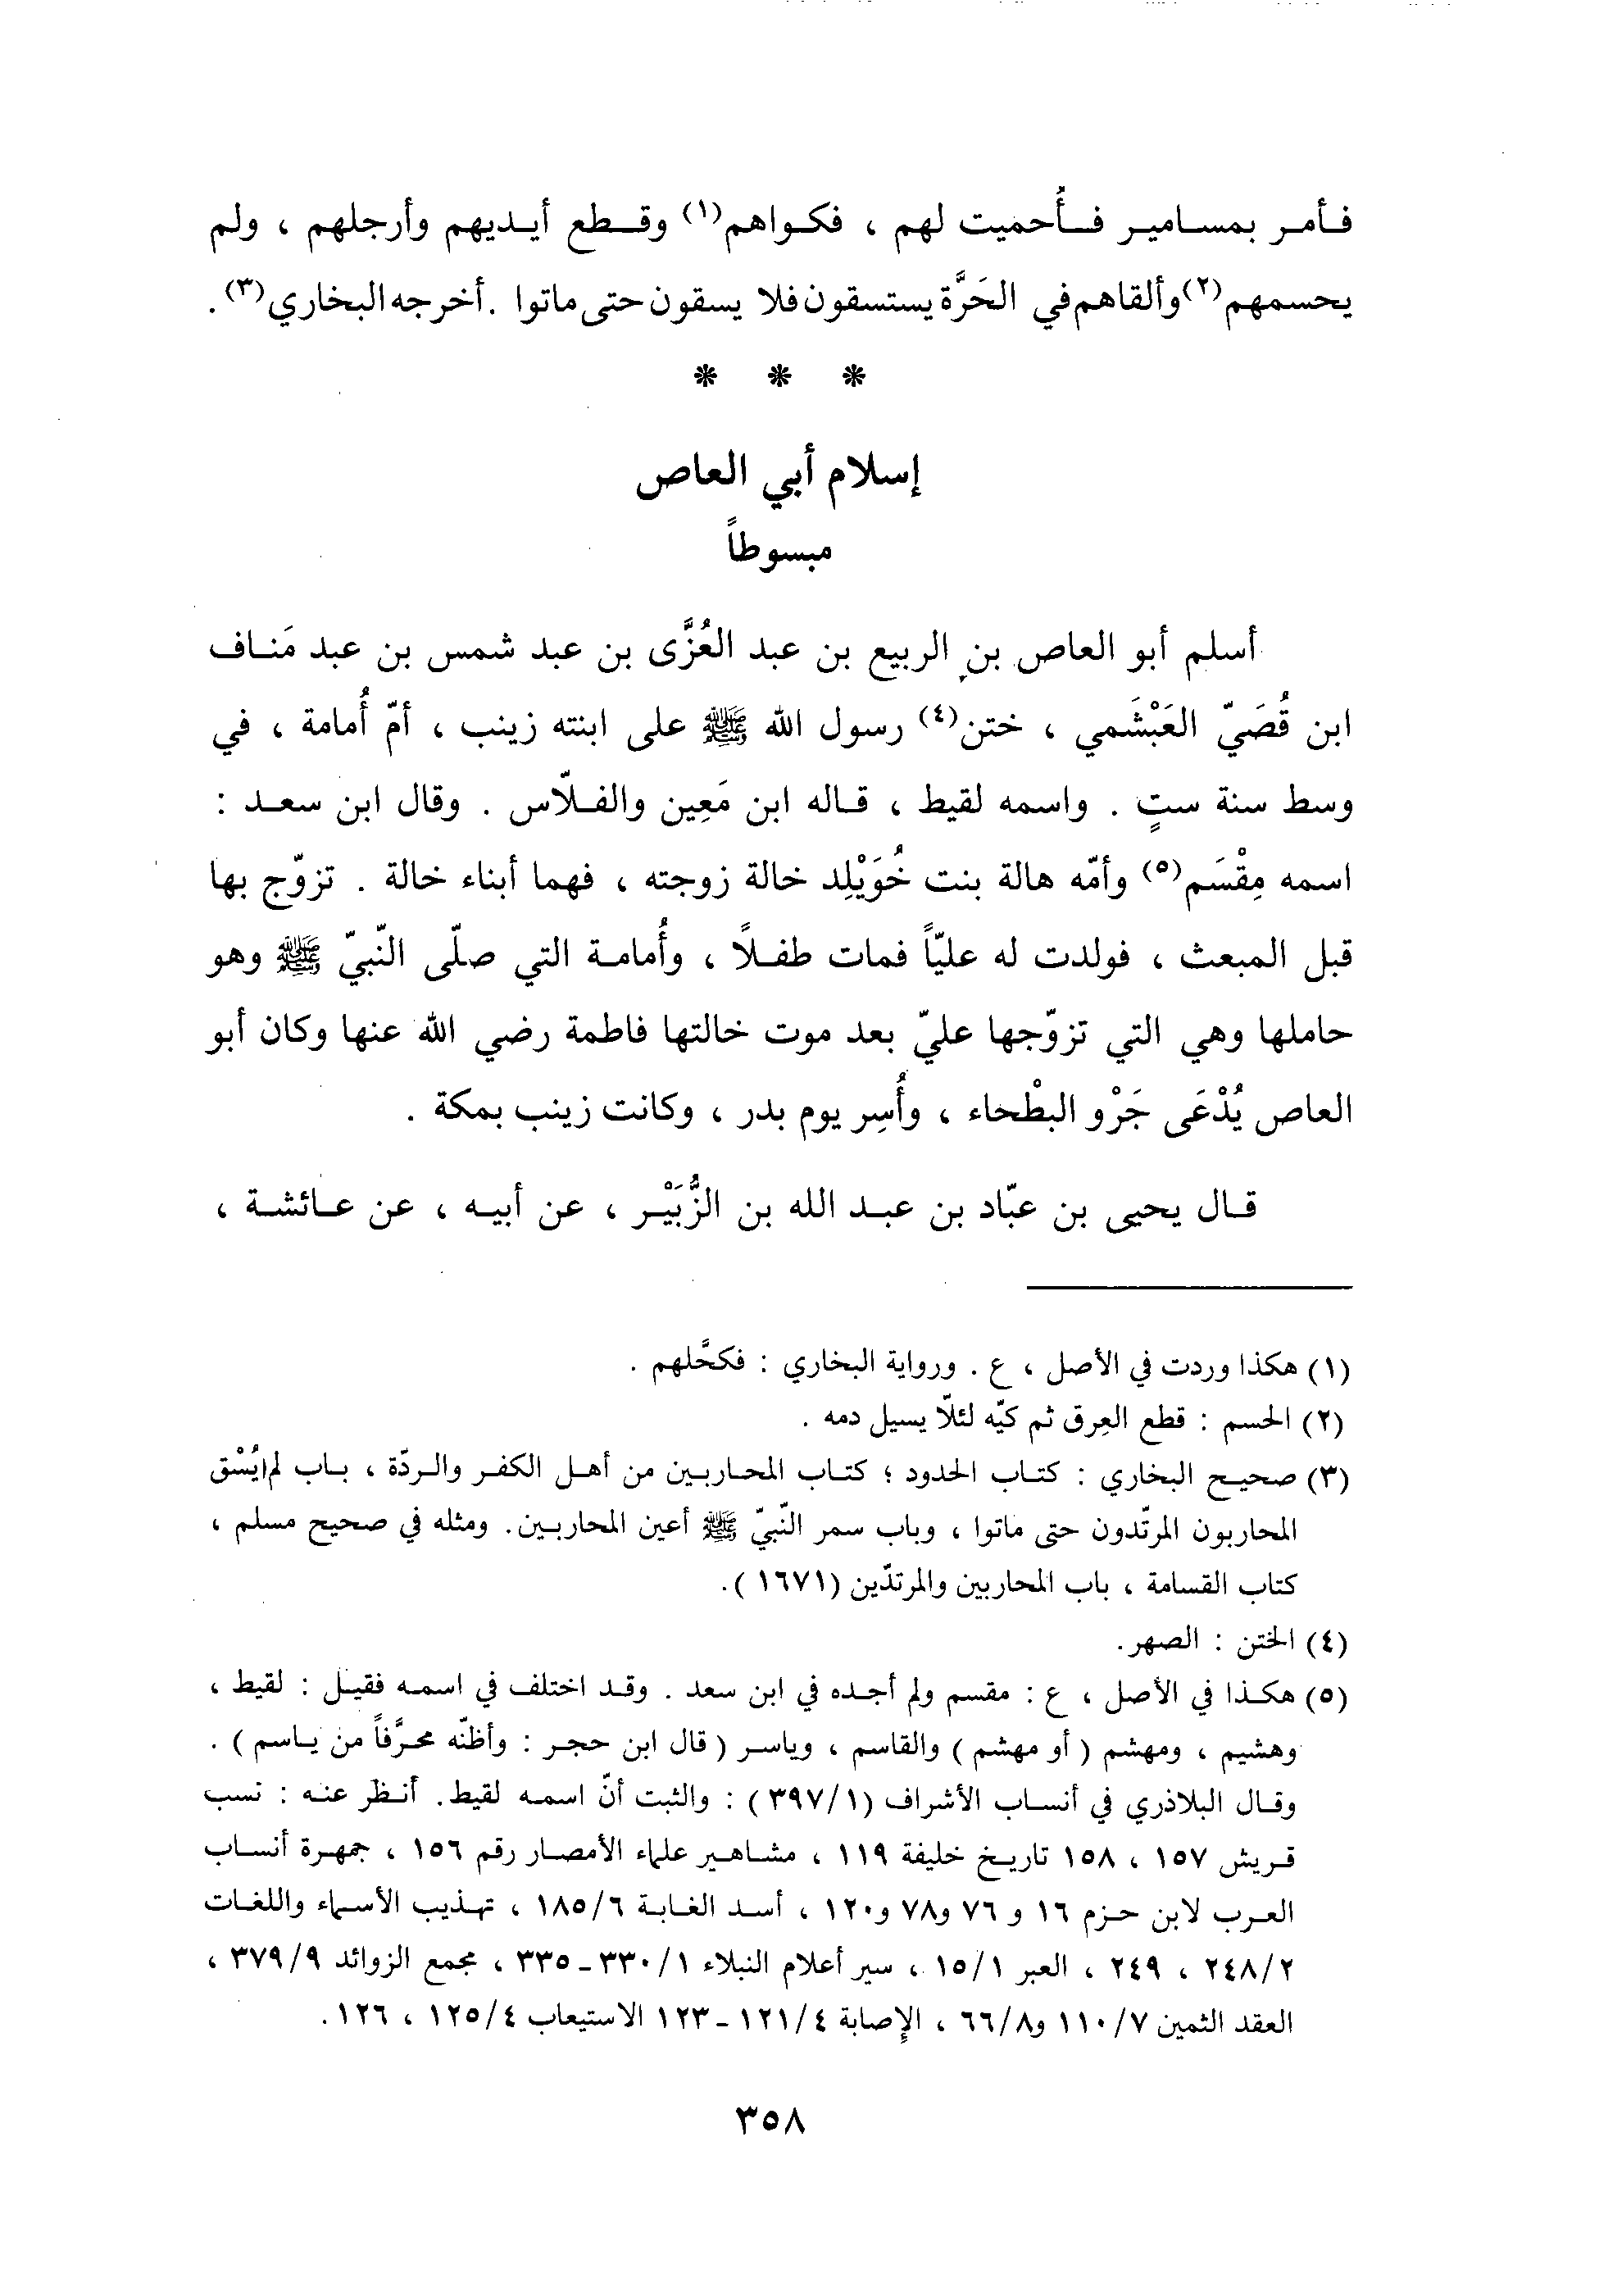 فأمر بمسامير فأُحميت لهم ، فكواهم(١) وقطع أيديهم وأرجلهم ، ولم
يحسمهم(٢) وألقاهم في الحَرَّة يستسقون فلا يسقون حتى ماتوا . أخرجه البخاري(٣) .
* * *
إسلام أبي العاص
مبسوطاً
أسلم أبو العاص بن الربيع بن عبد العُزَّى بن عبد شمس بن عبد مَناف
ابن قُصَيّ العَبْشَمي ، ختن(٤) رسول الله ﷺ على ابنته زينب ، أمّ أُمامة ، في
وسط سنة ستٍ . واسمه لقيط ، قاله ابن مَعِين والفلّاس . وقال ابن سعد :
اسمه مِقْسَم(٥) وأمّه هالة بنت خُوَيْلِد خالة زوجته ، فهما أبناء خالة . تزوّج بها
قبل المبعث ، فولدت له عليّاً فمات طفلاً ، وأُمامة التي صلّى النّبيّ ﷺ وهو
حاملها وهي التي تزوّجها عليّ بعد موت خالتها فاطمة رضي الله عنها وكان أبو
العاص يُدْعَى جَرْو البطْحاء ، وأُسِر يوم بدر ، وكانت زينب بمكة .
قال يحيى بن عبّاد بن عبد الله بن الزُّبَيْر ، عن أبيه ، عن عائشة ،
(١) هكذا وردت في الأصل ، ع . ورواية البخاري : فكحَّلهم .
(٢) الحسم : قطع العِرق ثم كيّه لئلّا يسيل دمه .
(٣) صحيح البخاري : كتاب الحدود ؛ كتاب المحاربين من أهل الكفر والردّة ، باب لم يُسْق
المحاربون المرتّدون حتى ماتوا ، وباب سمر النّبيّ ﷺ أعين المحاربين. ومثله في صحيح مسلم ،
كتاب القسامة ، باب المحاربين والمرتدّين (١٦٧١ ).
(٤) الختن : الصهر.
(٥) هكذا في الأصل ، ع : مقسم ولم أجده في ابن سعد . وقد اختلف في اسمه فقيل : لقيط ،
وهشيم ، ومهشم ( أو مهشم ) والقاسم ، وياسر ( قال ابن حجر : وأظنّه محرَّفاً من ياسم ) .
وقال البلاذري في أنساب الأشراف (٣٩٧/١ ) : والثبت أنّ اسمه لقيط. أنظر عنه : نسب
قريش ١٥٧ ، ١٥٨ تاريخ خليفة ١١٩ ، مشاهير علماء الأمصار رقم ١٥٦ ، جمهرة أنساب
العرب لابن حزم ١٦ و ٧٦ و٧٨ و١٢٠ ، أسد الغابة ١٨٥/٦ ، تهذيب الأسماء واللغات
٢٤٨/٢ ، ٢٤٩ ، العبر ١٥/١ ، سير أعلام النبلاء ٣٣٠/١ ـ ٣٣٥ ، مجمع الزوائد ٣٧٩/٩ ،
العقد الثمين ١١٠/٧ و٦٦/٨ ، الإصابة ١٢١/٤ ـ ١٢٣ الاستيعاب ١٢٥/٤ ، ١٢٦ .
٣٥٨